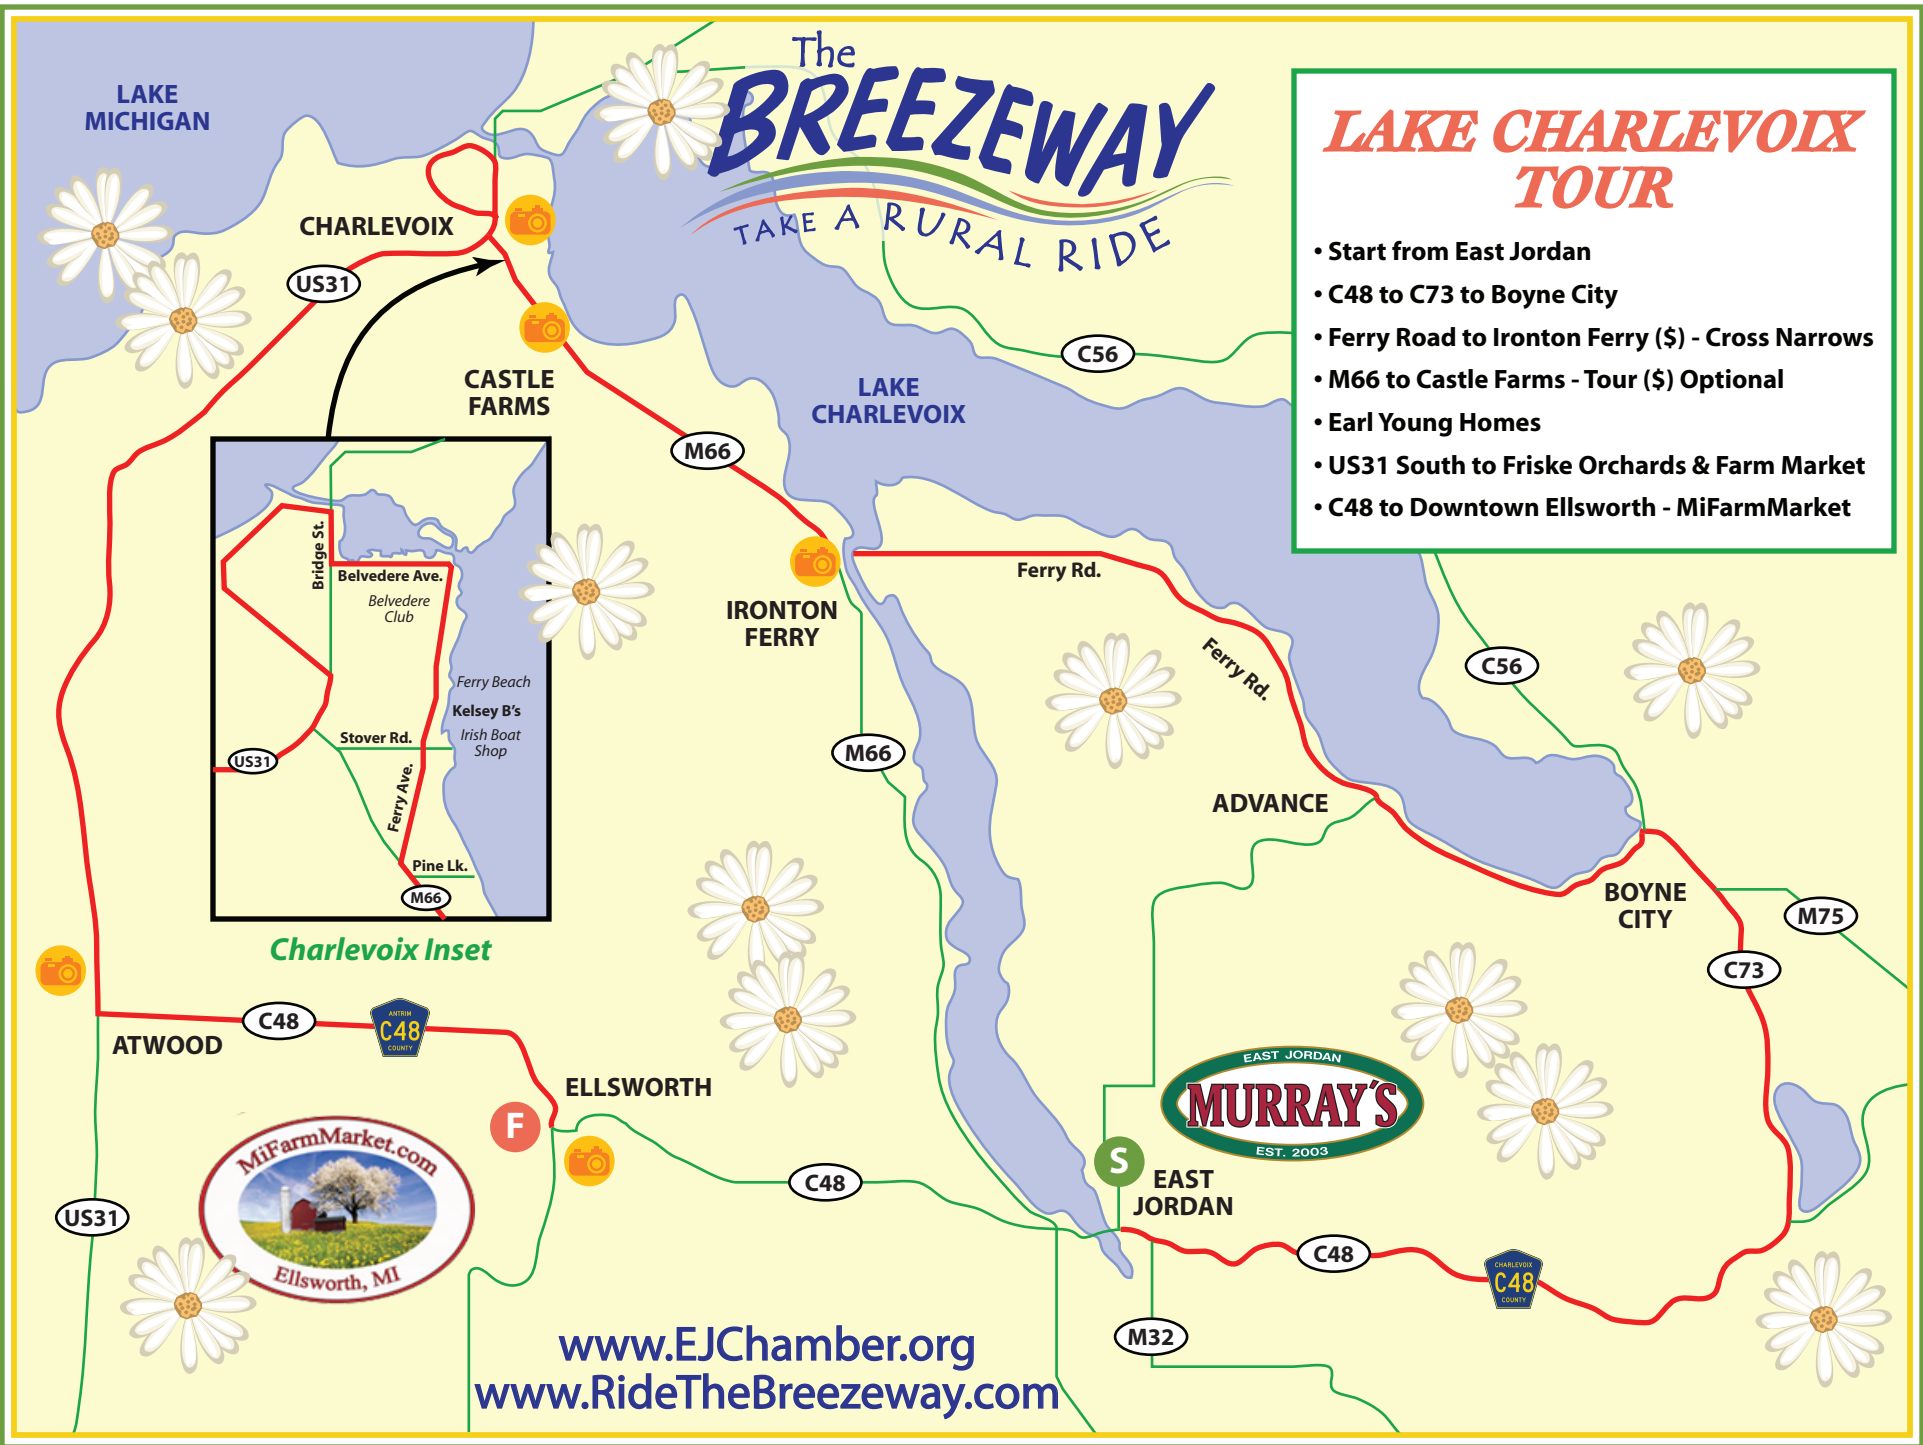 The
BREEZEWAY
TAKE A RURAL RIDE
LAKE CHARLEVOIX
TOUR
• Start from East Jordan
• C48 to C73 to Boyne City
• Ferry Road to Ironton Ferry ($) - Cross Narrows
• M66 to Castle Farms - Tour ($) Optional
• Earl Young Homes
• US31 South to Friske Orchards & Farm Market
• C48 to Downtown Ellsworth - MiFarmMarket
LAKE
MICHIGAN
CHARLEVOIX
US31
CASTLE
FARMS
C56
LAKE
CHARLEVOIX
M66
IRONTON
FERRY
Ferry Rd.
Ferry Rd.
C56
M66
ADVANCE
BOYNE
CITY
M75
C73
Bridge St.
Belvedere Ave.
Belvedere
Club
Ferry Beach
Kelsey B's
Irish Boat
Shop
Stover Rd.
US31
Ferry Ave.
Pine Lk.
M66
Charlevoix Inset
ATWOOD
C48
ANTRIM
C48
COUNTY
ELLSWORTH
F
C48
US31
MiFarmMarket.com
Ellsworth, MI
EAST JORDAN
MURRAY'S
EST. 2003
S
EAST
JORDAN
C48
CHARLEVOIX
C48
COUNTY
M32
www.EJChamber.org
www.RideTheBreezeway.com